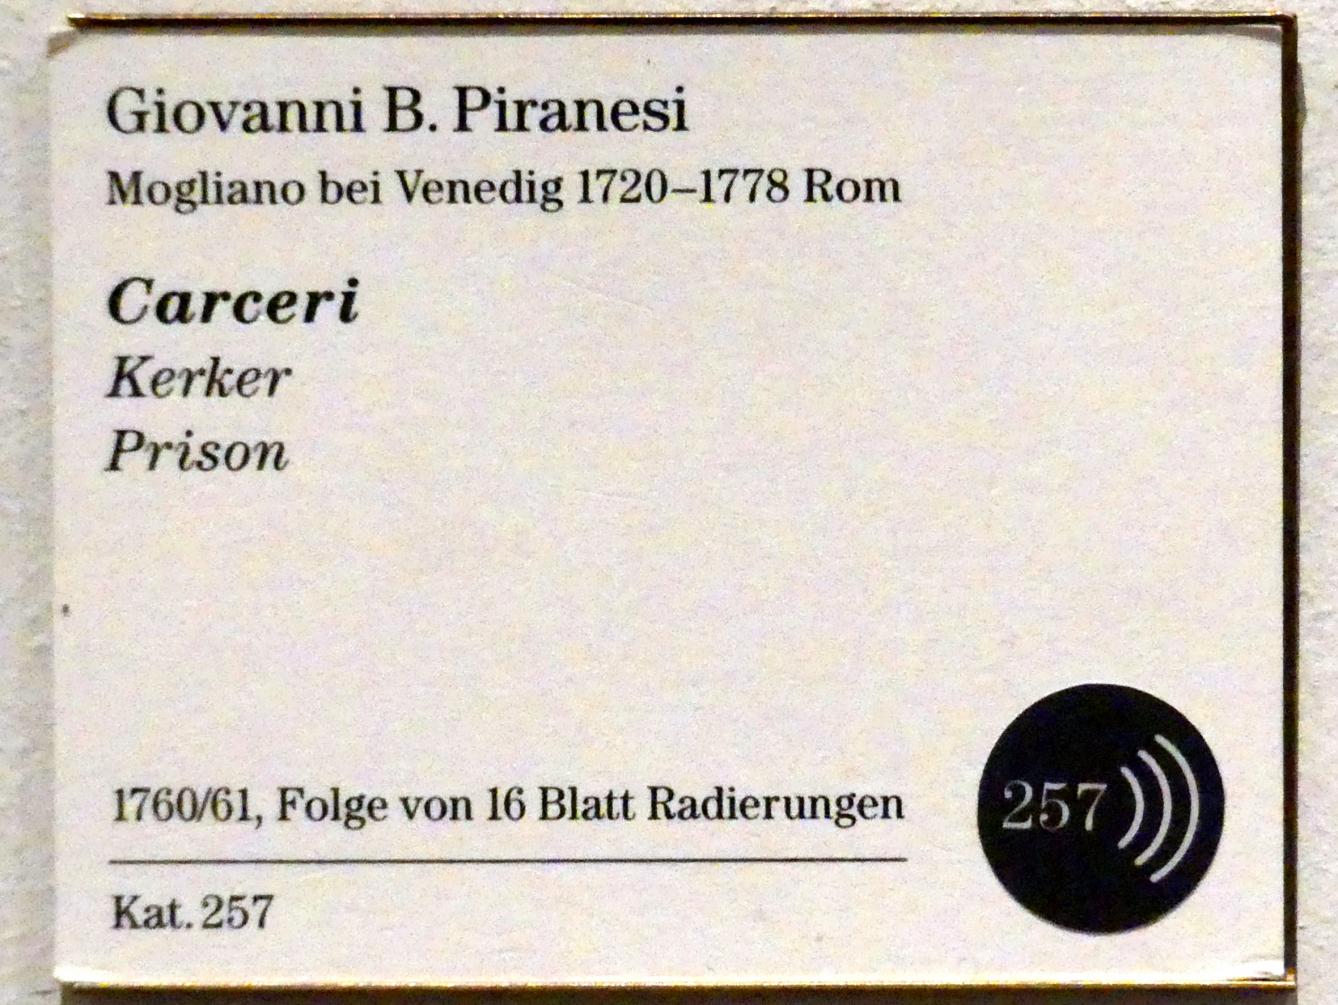 Giovanni B. Piranesi
Mogliano bei Venedig 1720–1778 Rom
Carceri
Kerker
Prison
1760/61, Folge von 16 Blatt Radierungen
Kat. 257
257